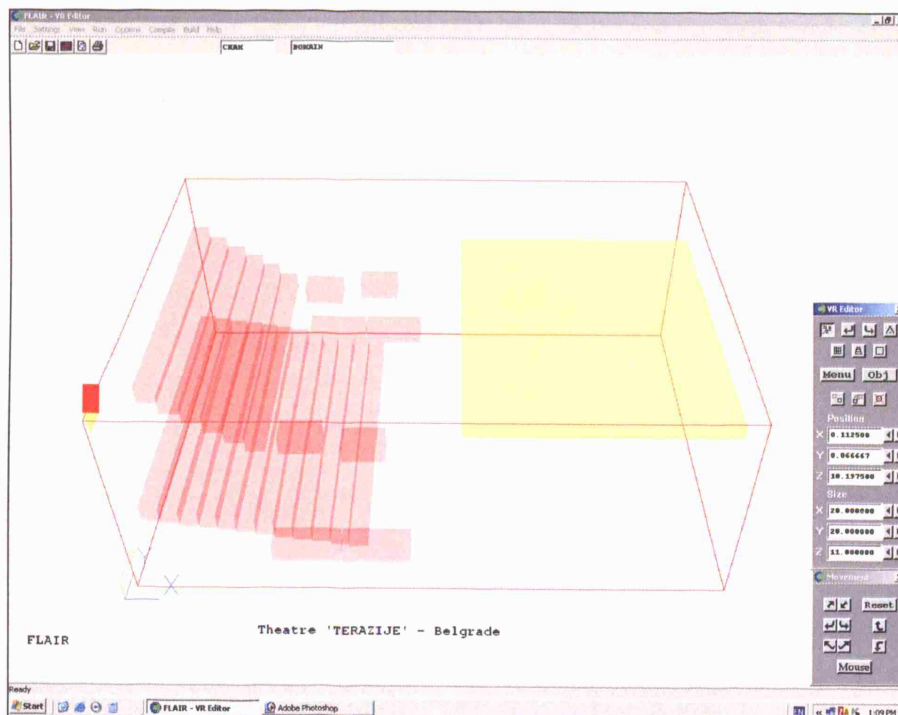 FLAIR - VR Editor
File Settings View Run Options Compile Build Help
CHAM DOMAIN
VR Editor
Menu Obj
Position
X 0.112500
Y 0.066667
Z 10.197500
Size
X 20.000000
Y 20.000000
Z 11.000000
Movement
Reset
Mouse
X
Theatre 'TERAZIJE' - Belgrade
FLAIR
Ready
Start FLAIR - VR Editor Adobe Photoshop EN « 1:09 PM